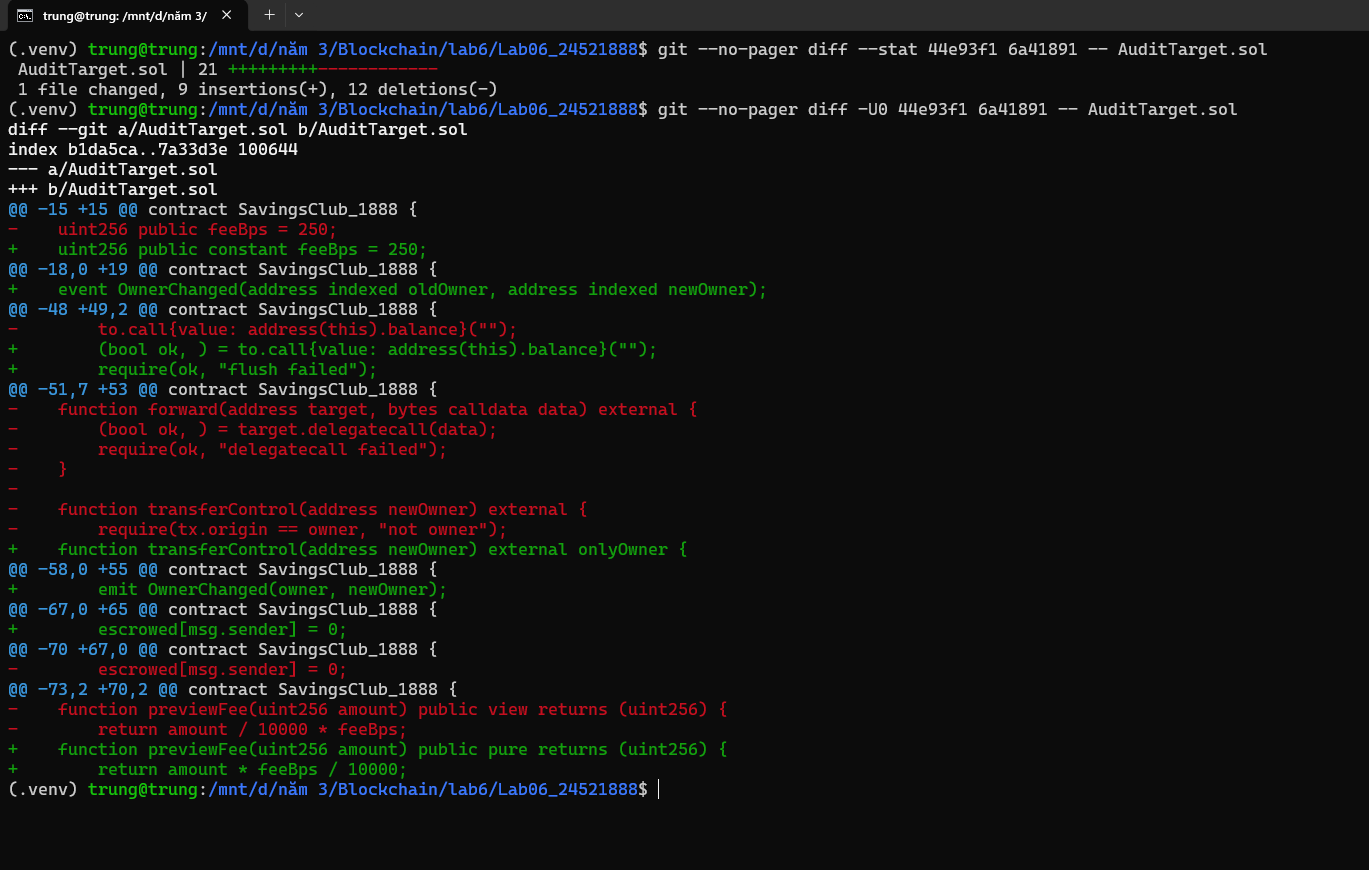 trung@trung: /mnt/d/năm 3/
(.venv) trung@trung:/mnt/d/năm 3/Blockchain/lab6/Lab06_24521888$ git --no-pager diff --stat 44e93f1 6a41891 -- AuditTarget.sol
 AuditTarget.sol | 21 +++++++++------------
 1 file changed, 9 insertions(+), 12 deletions(-)
(.venv) trung@trung:/mnt/d/năm 3/Blockchain/lab6/Lab06_24521888$ git --no-pager diff -U0 44e93f1 6a41891 -- AuditTarget.sol
diff --git a/AuditTarget.sol b/AuditTarget.sol
index b1da5ca..7a33d3e 100644
--- a/AuditTarget.sol
+++ b/AuditTarget.sol
@@ -15 +15 @@ contract SavingsClub_1888 {
-    uint256 public feeBps = 250;
+    uint256 public constant feeBps = 250;
@@ -18,0 +19 @@ contract SavingsClub_1888 {
+    event OwnerChanged(address indexed oldOwner, address indexed newOwner);
@@ -48 +49,2 @@ contract SavingsClub_1888 {
-        to.call{value: address(this).balance}("");
+        (bool ok, ) = to.call{value: address(this).balance}("");
+        require(ok, "flush failed");
@@ -51,7 +53 @@ contract SavingsClub_1888 {
-    function forward(address target, bytes calldata data) external {
-        (bool ok, ) = target.delegatecall(data);
-        require(ok, "delegatecall failed");
-    }
-
-    function transferControl(address newOwner) external {
-        require(tx.origin == owner, "not owner");
+    function transferControl(address newOwner) external onlyOwner {
@@ -58,0 +55 @@ contract SavingsClub_1888 {
+        emit OwnerChanged(owner, newOwner);
@@ -67,0 +65 @@ contract SavingsClub_1888 {
+        escrowed[msg.sender] = 0;
@@ -70 +67,0 @@ contract SavingsClub_1888 {
-        escrowed[msg.sender] = 0;
@@ -73,2 +70,2 @@ contract SavingsClub_1888 {
-    function previewFee(uint256 amount) public view returns (uint256) {
-        return amount / 10000 * feeBps;
+    function previewFee(uint256 amount) public pure returns (uint256) {
+        return amount * feeBps / 10000;
(.venv) trung@trung:/mnt/d/năm 3/Blockchain/lab6/Lab06_24521888$